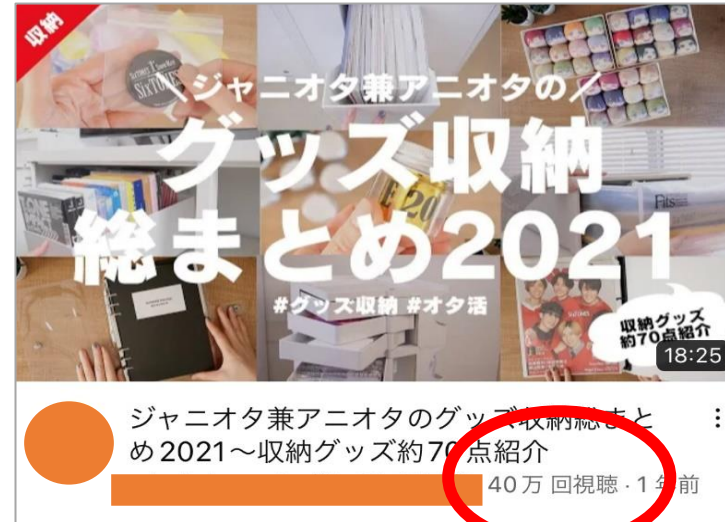 収納
SixTONES
＼ジャニオタ兼アニオタの／
グッズ収納
総まとめ2021
#グッズ収納 #オタ活
Fits
収納グッズ
約70点紹介
18:25
ジャニオタ兼アニオタのグッズ収納総まと
め2021～収納グッズ約70点紹介
40万 回視聴・1年前